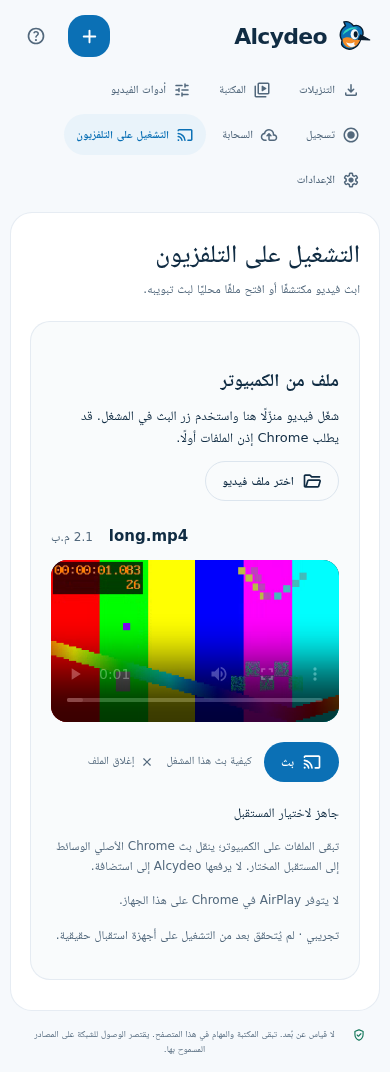 Alcydeo
التنزيلات
المكتبة
أدوات الفيديو
تسجيل
السحابة
التشغيل على التلفزيون
الإعدادات
التشغيل على التلفزيون
ابث فيديو مكتشفًا أو افتح ملفًا محليًا لبث تبويبه.
ملف من الكمبيوتر
شغّل فيديو منزّلًا هنا واستخدم زر البث في المشغل. قد
يطلب Chrome إذن الملفات أولًا.
اختر ملف فيديو
long.mp4 2.1 م.ب
00:00:01.083
26
0:01
بث
كيفية بث هذا المشغل
إغلاق الملف
جاهز لاختيار المستقبل
تبقى الملفات على الكمبيوتر؛ ينقل بث Chrome الأصلي الوسائط
إلى المستقبل المختار. لا يرفعها Alcydeo إلى استضافة.
لا يتوفر AirPlay في Chrome على هذا الجهاز.
تجريبي · لم يُتحقق بعد من التشغيل على أجهزة استقبال حقيقية.
لا قياس عن بُعد. تبقى المكتبة والمهام في هذا المتصفح. يقتصر الوصول للشبكة على المصادر
المسموح بها.